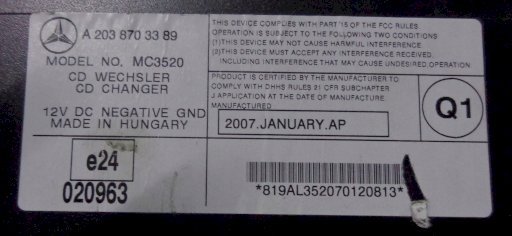 A 203 870 33 89
MODEL NO. MC3520
CD WECHSLER
CD CHANGER
12V DC NEGATIVE GND
MADE IN HUNGARY
e24
020963
THIS DEVICE COMPLIES WITH PART 15 OF THE FCC RULES
OPERATION IS SUBJECT TO THE FOLLOWING TWO CONDITIONS
(1)THIS DEVICE MAY NOT CAUSE HARMFUL INTERFERENCE
(2)THIS DEVICE MUST ACCEPT ANY INTERFERENCE RECEIVED,
INCLUDING INTERFERENCE THAT MAY CAUSE UNDESIRED OPERATION
PRODUCT IS CERTIFIED BY THE MANUFACTURER TO
COMPLY WITH DHHS RULES 21 CFR SUBCHAPTER
J APPLICATION AT THE DATE OF MANUFACTURE.
MANUFACTURED
2007.JANUARY.AP
Q1
*819AL352070120813*